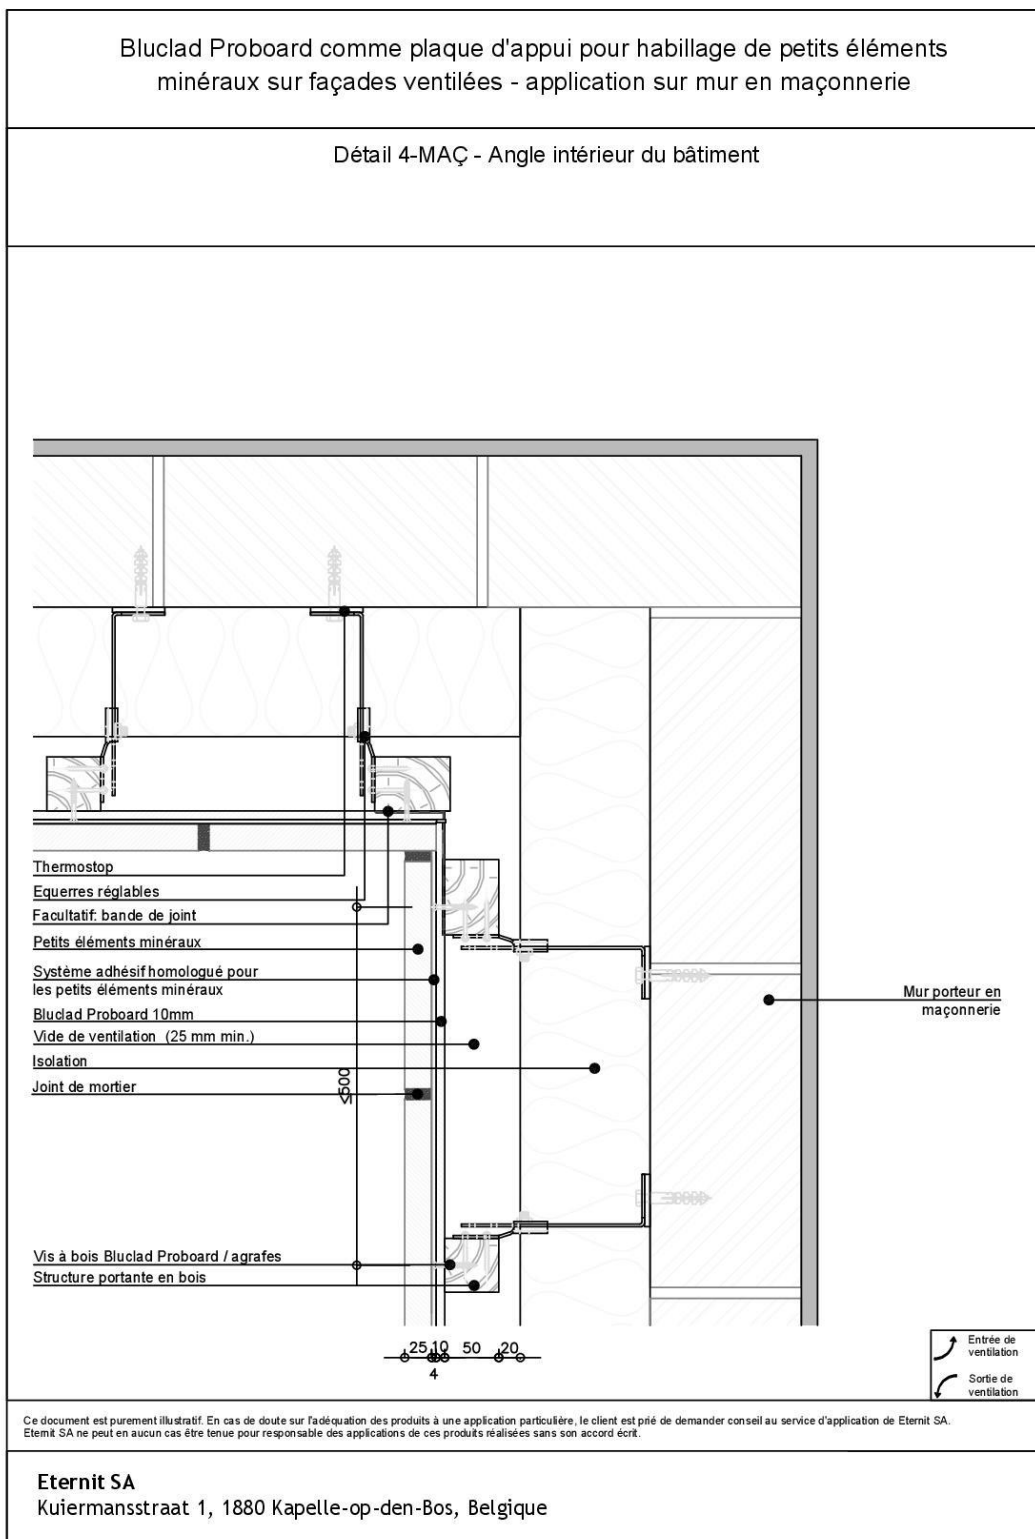 Bluclad Proboard comme plaque d'appui pour habillage de petits éléments
minéraux sur façades ventilées - application sur mur en maçonnerie
Détail 4-MAÇ - Angle intérieur du bâtiment
Thermostop
Equerres réglables
Facultatif: bande de joint
Petits éléments minéraux
Système adhésif homologué pour
les petits éléments minéraux
Bluclad Proboard 10mm
Vide de ventilation (25 mm min.)
Isolation
Joint de mortier
≤500
Mur porteur en
maçonnerie
Vis à bois Bluclad Proboard / agrafes
Structure portante en bois
25 10 50 20
4
Entrée de
ventilation
Sortie de
ventilation
Ce document est purement illustratif. En cas de doute sur l'adéquation des produits à une application particulière, le client est prié de demander conseil au service d'application de Eternit SA.
Eternit SA ne peut en aucun cas être tenue pour responsable des applications de ces produits réalisées sans son accord écrit.
Eternit SA
Kuiermansstraat 1, 1880 Kapelle-op-den-Bos, Belgique